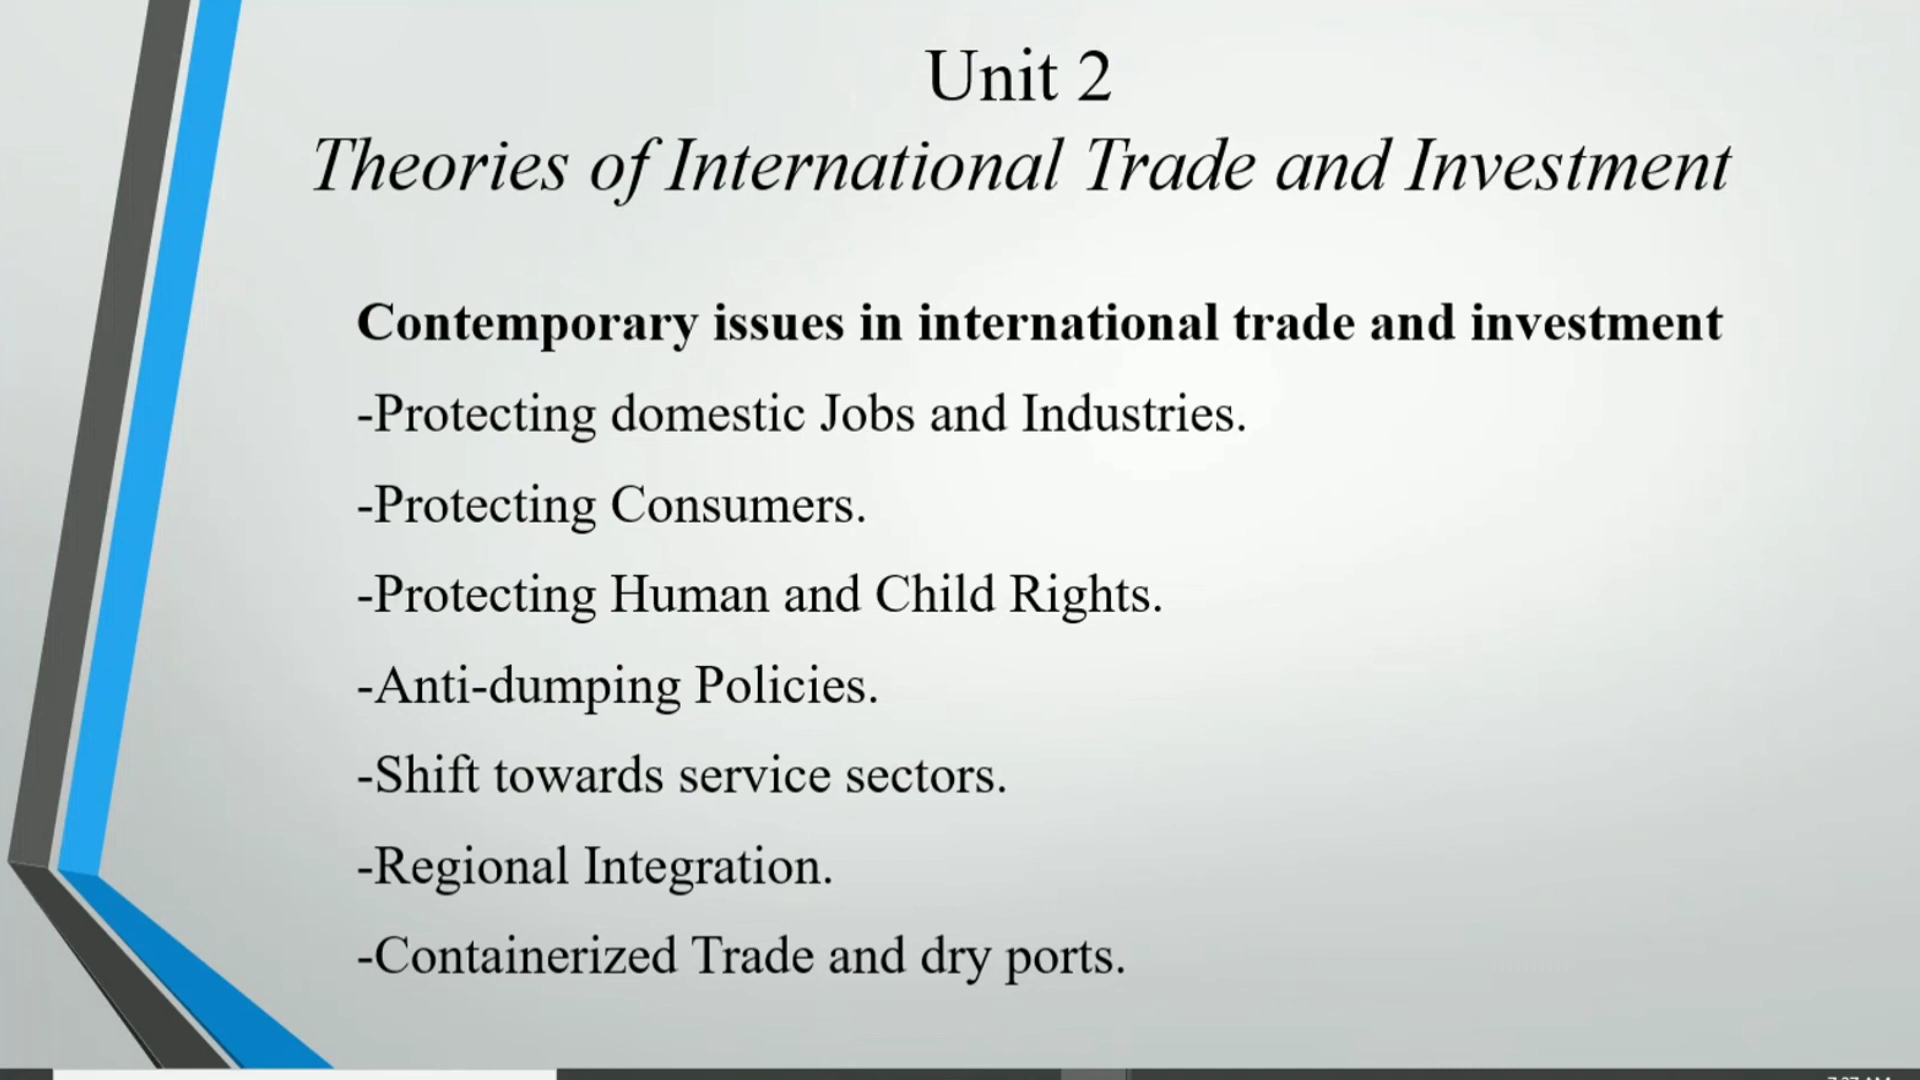 Unit 2
Theories of International Trade and Investment
Contemporary issues in international trade and investment
-Protecting domestic Jobs and Industries.
-Protecting Consumers.
-Protecting Human and Child Rights.
-Anti-dumping Policies.
-Shift towards service sectors.
-Regional Integration.
-Containerized Trade and dry ports.